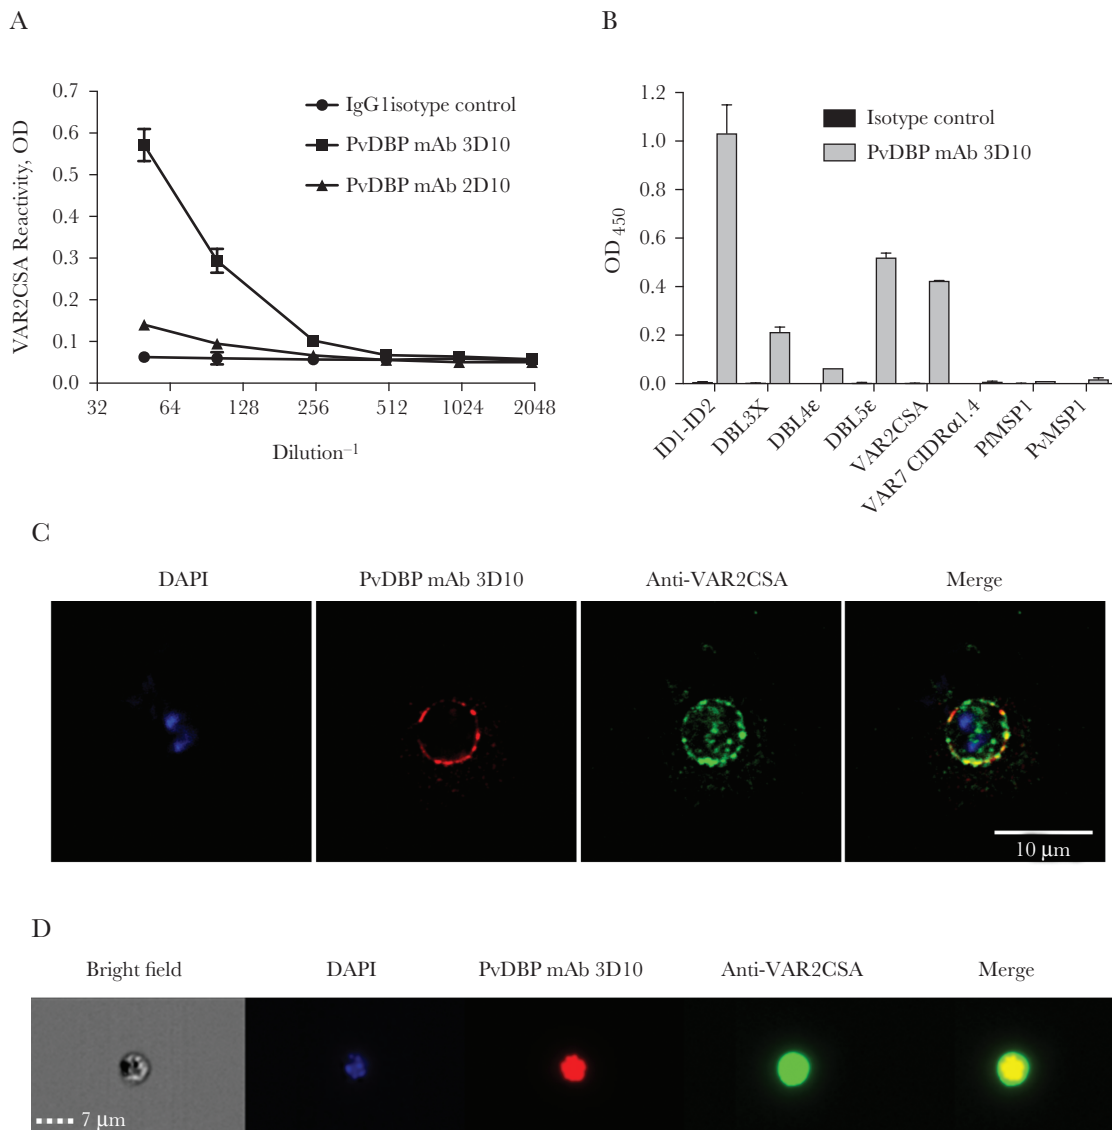 A
VAR2CSA Reactivity, OD
0.7
0.6
0.5
0.4
0.3
0.2
0.1
0.0
32
64
128
256
512
1024
2048
Dilution⁻¹
IgG1isotype control
PvDBP mAb 3D10
PvDBP mAb 2D10
B
OD450
1.2
1.0
0.8
0.6
0.4
0.2
0.0
Isotype control
PvDBP mAb 3D10
ID1-ID2
DBL3X
DBL4ε
DBL5ε
VAR2CSA
VAR7 CIDRα1.4
PfMSP1
PvMSP1
C
DAPI
PvDBP mAb 3D10
Anti-VAR2CSA
Merge
10 μm
D
Bright field
DAPI
PvDBP mAb 3D10
Anti-VAR2CSA
Merge
7 μm